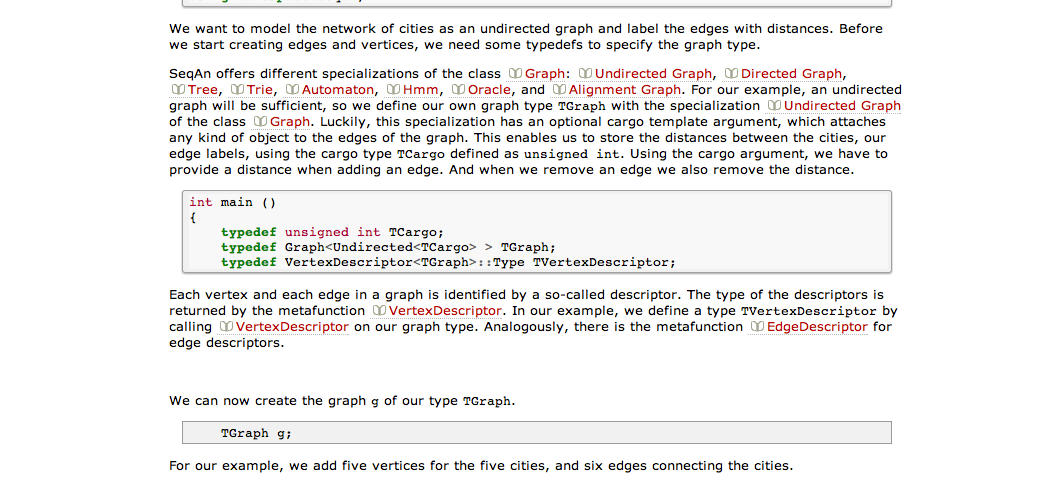 We want to model the network of cities as an undirected graph and label the edges with distances. Before
we start creating edges and vertices, we need some typedefs to specify the graph type.
SeqAn offers different specializations of the class Graph: Undirected Graph, Directed Graph,
Tree, Trie, Automaton, Hmm, Oracle, and Alignment Graph. For our example, an undirected
graph will be sufficient, so we define our own graph type TGraph with the specialization Undirected Graph
of the class Graph. Luckily, this specialization has an optional cargo template argument, which attaches
any kind of object to the edges of the graph. This enables us to store the distances between the cities, our
edge labels, using the cargo type TCargo defined as unsigned int. Using the cargo argument, we have to
provide a distance when adding an edge. And when we remove an edge we also remove the distance.
int main ()
{
typedef unsigned int TCargo;
typedef Graph<Undirected<TCargo> > TGraph;
typedef VertexDescriptor<TGraph>::Type TVertexDescriptor;
Each vertex and each edge in a graph is identified by a so-called descriptor. The type of the descriptors is
returned by the metafunction VertexDescriptor. In our example, we define a type TVertexDescriptor by
calling VertexDescriptor on our graph type. Analogously, there is the metafunction EdgeDescriptor for
edge descriptors.
We can now create the graph g of our type TGraph.
TGraph g;
For our example, we add five vertices for the five cities, and six edges connecting the cities.